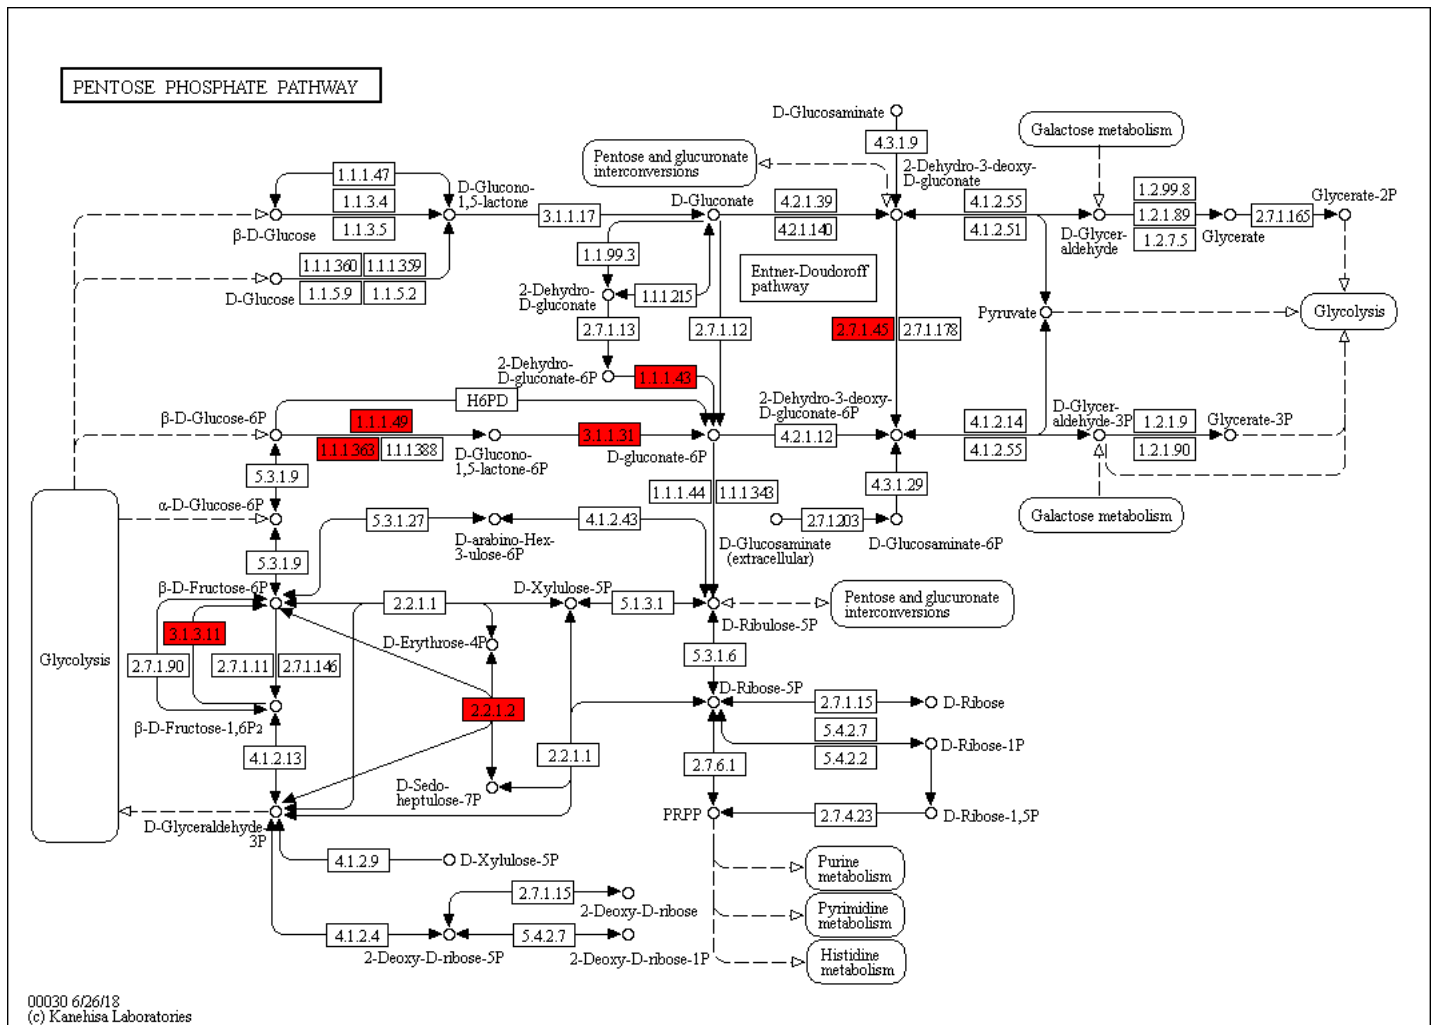 PENTOSE PHOSPHATE PATHWAY
D-Glucosaminate
Galactose metabolism
4.3.1.9
Pentose and glucuronate
interconversions
2-Dehydro-3-deoxy-
D-gluconate
1.1.1.47
D-Glucono-
1,5-lactone
1.1.3.4
1.1.3.5
β-D-Glucose
3.1.1.17
D-Gluconate
4.2.1.39
4.2.1.140
4.1.2.55
4.2.1.51
D-Glycer-
aldehyde
1.2.99.8
1.2.1.89
1.2.7.5
Glycerate
2.7.1.165
Glycerate-2P
1.1.1.360
1.1.1.359
1.1.5.9
1.1.5.2
D-Glucose
1.1.99.3
2-Dehydro-
D-gluconate
1.1.1.215
Entner-Doudoroff
pathway
2.7.1.13
2.7.1.12
2.7.1.45
2.7.1.178
Pyruvate
Glycolysis
2-Dehydro-
D-gluconate-6P
1.1.1.43
H6PD
β-D-Glucose-6P
1.1.1.49
1.1.1.363
1.1.1.388
D-Glucono-
1,5-lactone-6P
3.1.1.31
D-gluconate-6P
2-Dehydro-3-deoxy-
D-gluconate-6P
4.2.1.12
4.1.2.14
4.1.2.55
D-Glycer-
aldehyde-3P
1.2.1.9
1.2.1.90
Glycerate-3P
5.3.1.9
1.1.1.44
1.1.1.343
4.3.1.29
α-D-Glucose-6P
5.3.1.27
D-arabino-Hex-
3-ulose-6P
4.1.2.43
D-Glucosaminate
(extracellular)
2.7.1.203
D-Glucosaminate-6P
Galactose metabolism
5.3.1.9
β-D-Fructose-6P
2.2.1.1
D-Xylulose-5P
5.1.3.1
D-Ribulose-5P
Pentose and glucuronate
interconversions
3.1.3.11
D-Erythrose-4P
Glycolysis
2.7.1.90
2.7.1.11
2.7.1.146
5.3.1.6
β-D-Fructose-1,6P2
2.2.1.2
D-Ribose-5P
2.7.1.15
D-Ribose
5.4.2.7
5.4.2.2
D-Ribose-1P
4.1.2.13
2.2.1.1
2.7.6.1
D-Sedo-
heptulose-7P
D-Glyceraldehyde-
3P
PRPP
2.7.4.23
D-Ribose-1,5P
4.1.2.9
D-Xylulose-5P
Purine
metabolism
2.7.1.15
2-Deoxy-D-ribose
Pyrimidine
metabolism
4.1.2.4
2-Deoxy-D-ribose-5P
5.4.2.7
2-Deoxy-D-ribose-1P
Histidine
metabolism
00030 6/26/18
(c) Kanehisa Laboratories